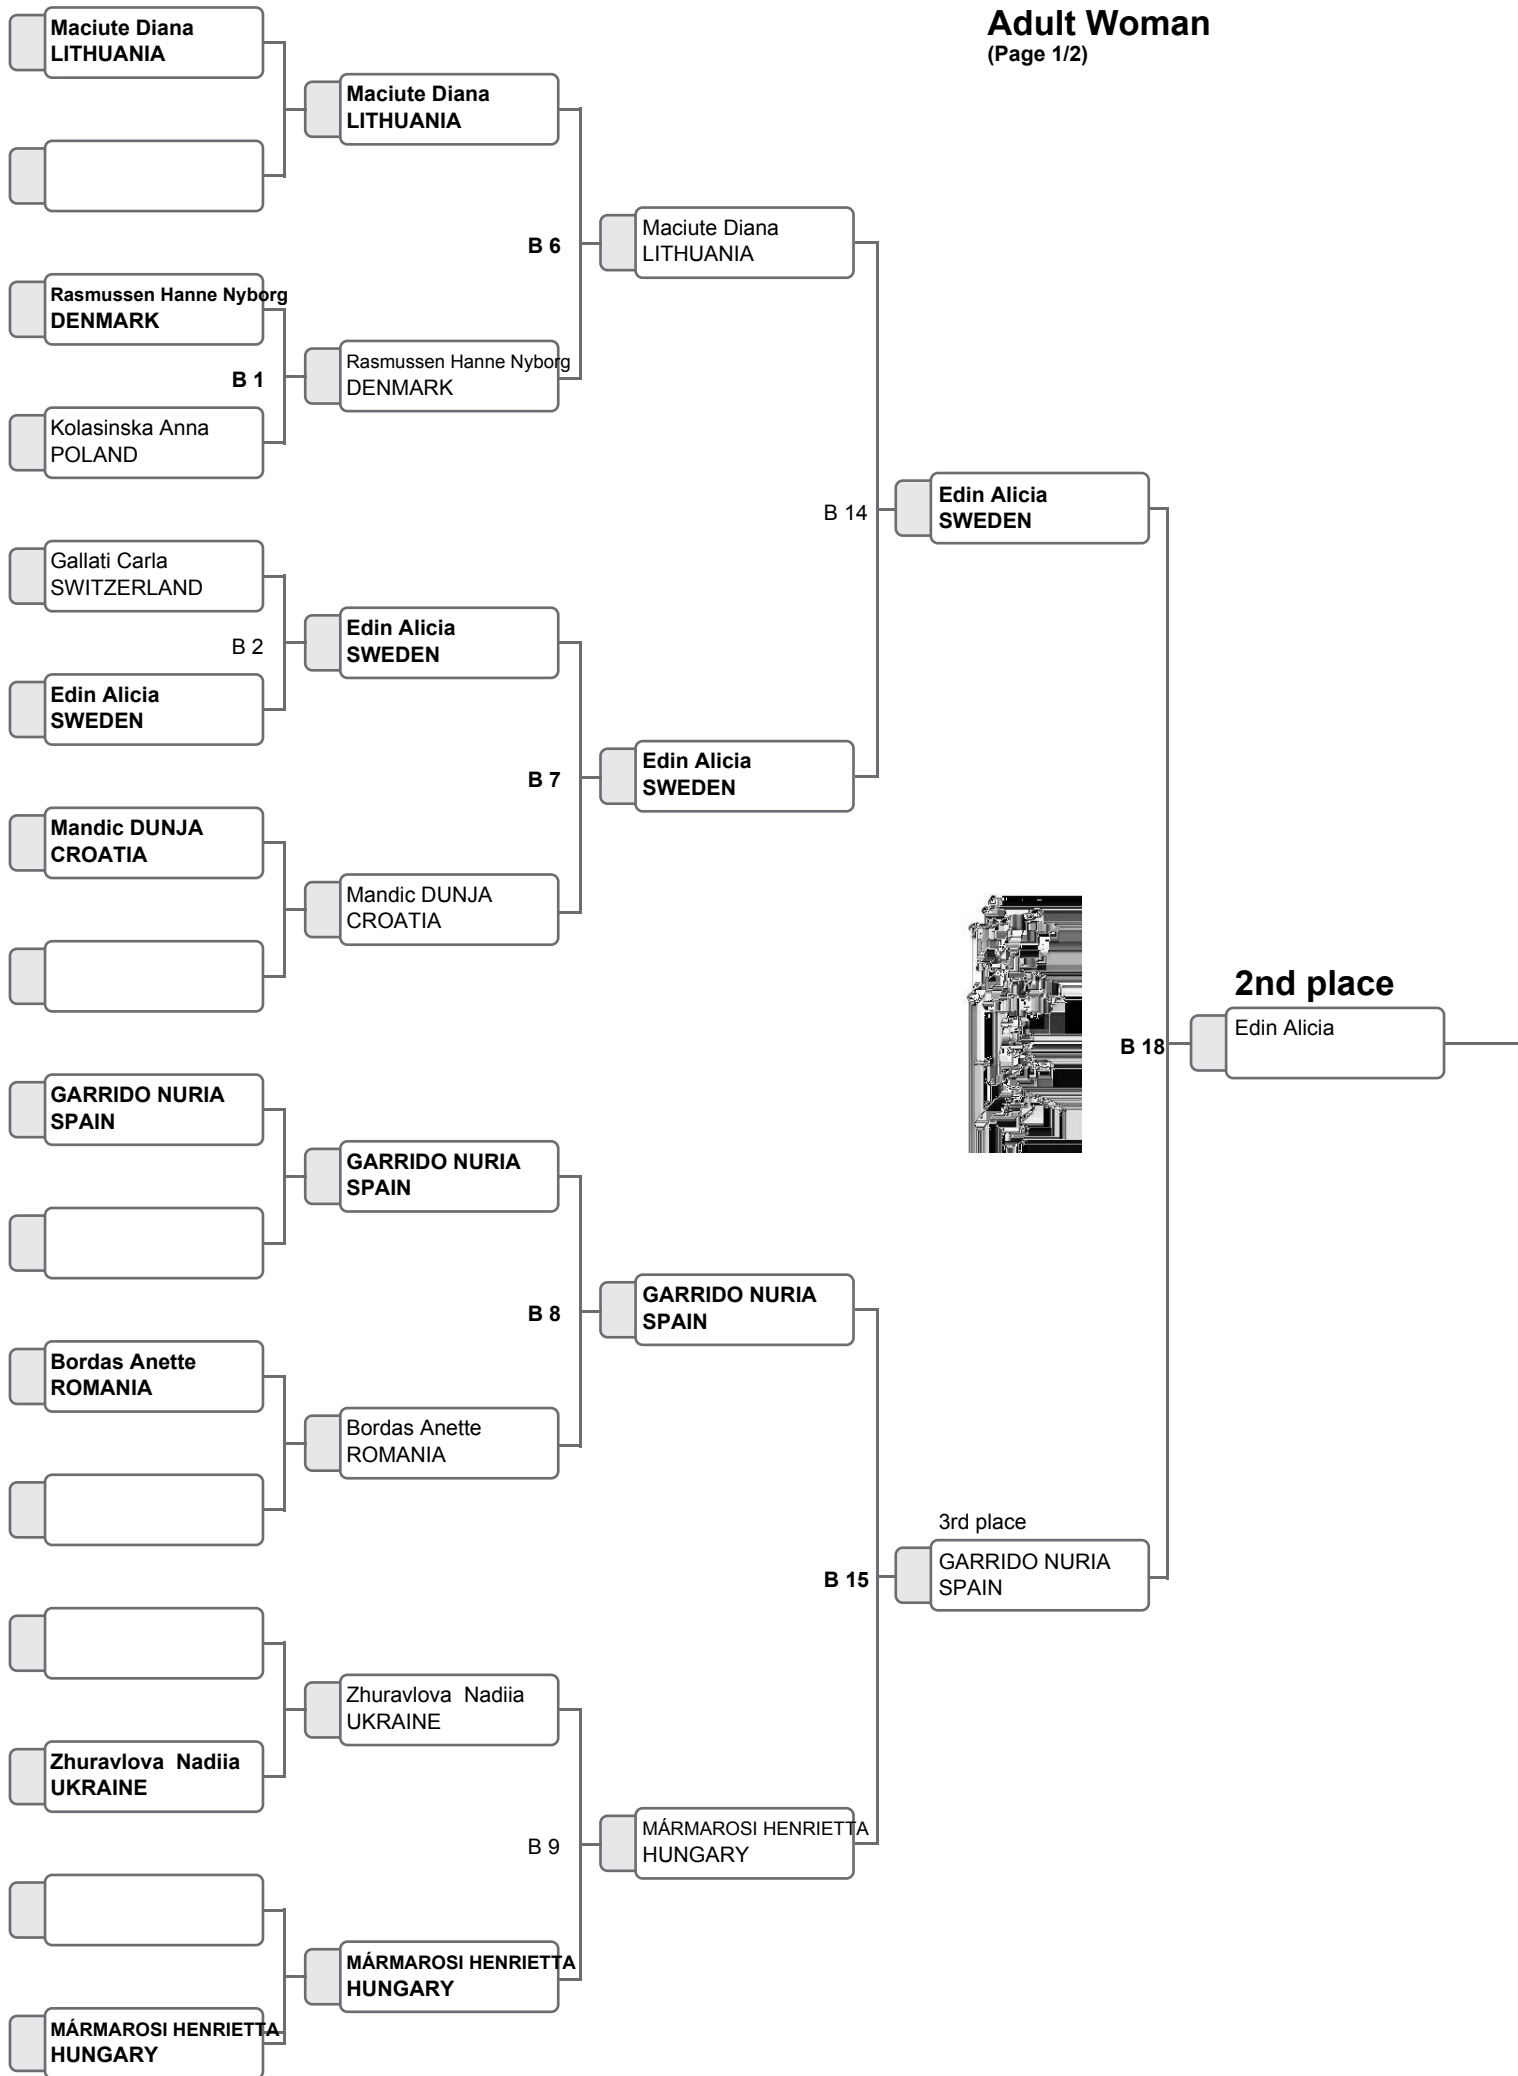 Adult Woman
(Page 1/2)
Maciute Diana
LITHUANIA
Rasmussen Hanne Nyborg
DENMARK
B 1
Kolasinska Anna
POLAND
Gallati Carla
SWITZERLAND
B 2
Edin Alicia
SWEDEN
Mandic DUNJA
CROATIA
GARRIDO NURIA
SPAIN
Bordas Anette
ROMANIA
Zhuravlova  Nadiia
UKRAINE
MÁRMAROSI HENRIETTA
HUNGARY
Maciute Diana
LITHUANIA
B 6
Rasmussen Hanne Nyborg
DENMARK
Edin Alicia
SWEDEN
B 7
Mandic DUNJA
CROATIA
GARRIDO NURIA
SPAIN
B 8
Bordas Anette
ROMANIA
Zhuravlova  Nadiia
UKRAINE
B 9
MÁRMAROSI HENRIETTA
HUNGARY
Maciute Diana
LITHUANIA
B 14
Edin Alicia
SWEDEN
GARRIDO NURIA
SPAIN
B 15
MÁRMAROSI HENRIETTA
HUNGARY
Edin Alicia
SWEDEN
B 18
3rd place
GARRIDO NURIA
SPAIN
2nd place
Edin Alicia